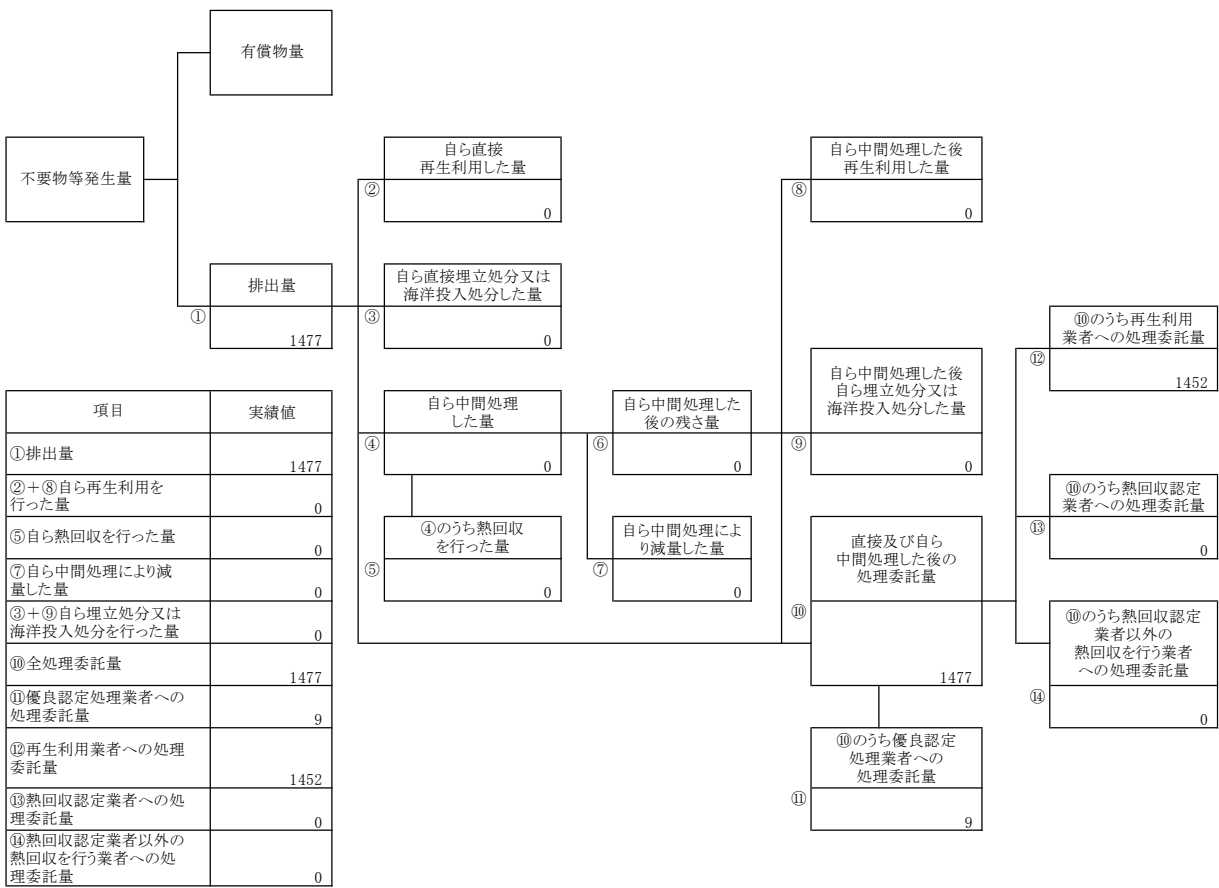 有償物量
不要物等発生量
自ら直接
再生利用した量
②
0
自ら中間処理した後
再生利用した量
⑧
0
排出量
①
1477
自ら直接埋立処分又は
海洋投入処分した量
③
0
⑩のうち再生利用
業者への処理委託量
⑫
1452
自ら中間処理
した量
④
0
自ら中間処理した
後の残さ量
⑥
0
自ら中間処理した後
自ら埋立処分又は
海洋投入処分した量
⑨
0
⑩のうち熱回収認定
業者への処理委託量
⑬
0
④のうち熱回収
を行った量
⑤
0
自ら中間処理によ
り減量した量
⑦
0
直接及び自ら
中間処理した後の
処理委託量
⑩
1477
⑩のうち熱回収認定
業者以外の
熱回収を行う業者
への処理委託量
⑭
0
⑩のうち優良認定
処理業者への
処理委託量
⑪
9
項目 実績値
①排出量
1477
②+⑧自ら再生利用を
行った量 0
⑤自ら熱回収を行った量
0
⑦自ら中間処理により減
量した量 0
③+⑨自ら埋立処分又は
海洋投入処分を行った量 0
⑩全処理委託量
1477
⑪優良認定処理業者への
処理委託量 9
⑫再生利用業者への処理
委託量
1452
⑬熱回収認定業者への処
理委託量 0
⑭熱回収認定業者以外の
熱回収を行う業者への処
理委託量 0